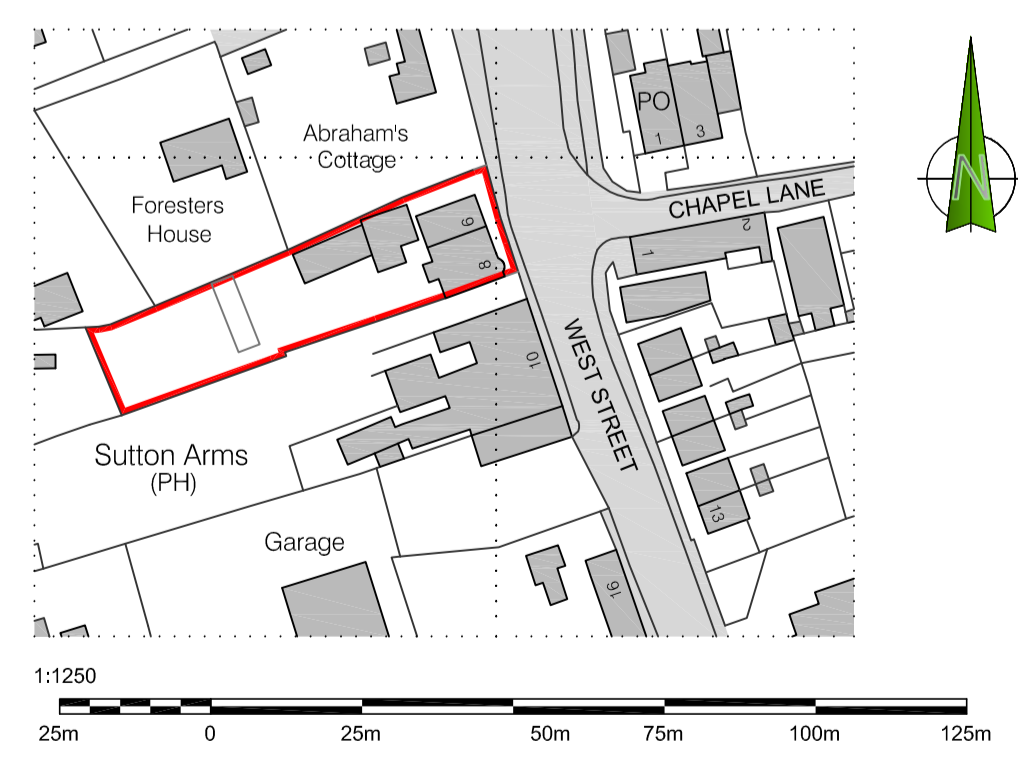 PO
1
3
Abraham's
Cottage
CHAPEL LANE
Foresters
House
6
8
1
2
10
WEST STREET
Sutton Arms
(PH)
13
Garage
16
N
1:1250
25m 0 25m 50m 75m 100m 125m